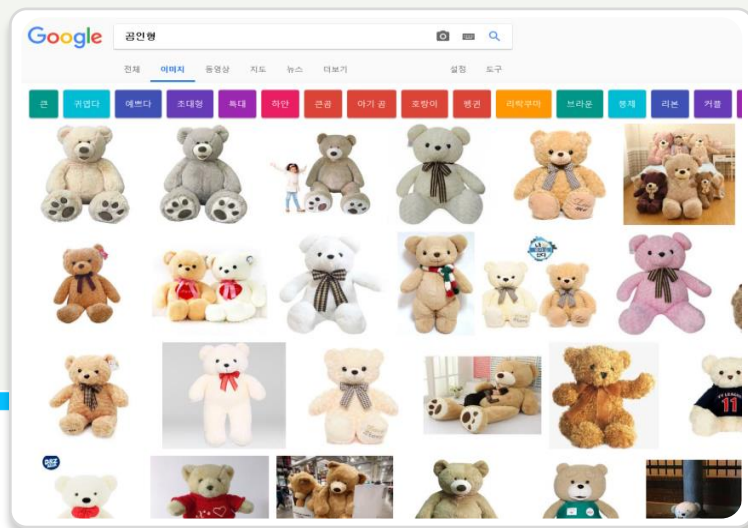 Google 곰인형
전체 이미지 동영상 지도 뉴스 더보기 설정 도구
큰 귀엽다 예쁘다 초대형 특대 하얀 큰곰 아기 곰 호랑이 펭귄 리락쿠마 브라운 봉제 리본 커플
11